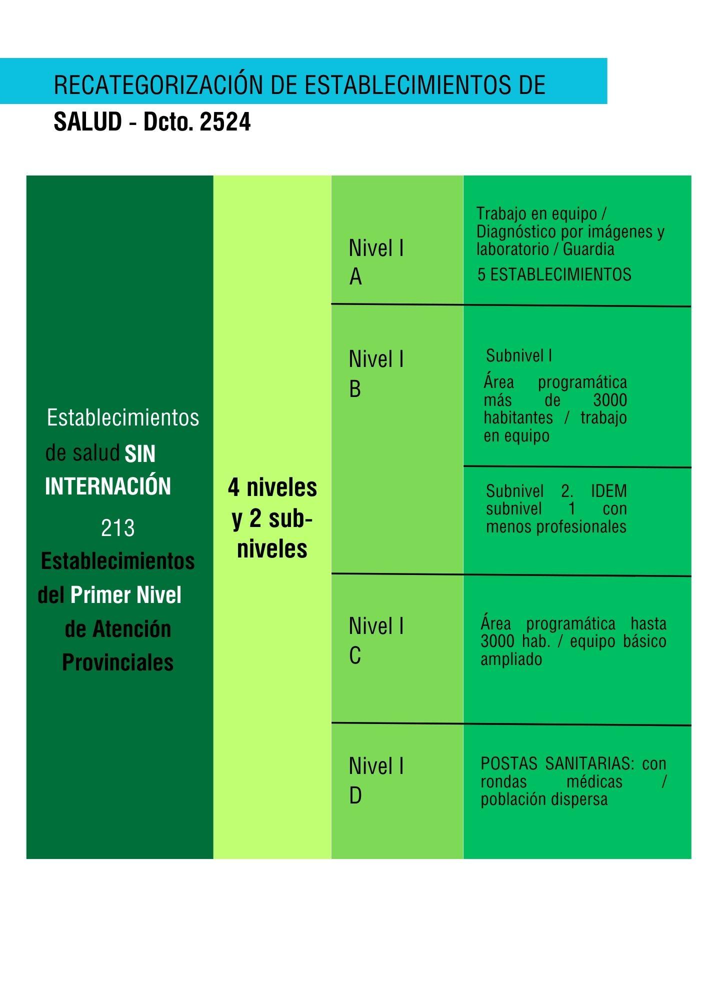 RECATEGORIZACIÓN DE ESTABLECIMIENTOS DE
SALUD - Dcto. 2524
Establecimientos
de salud SIN
INTERNACIÓN
213
Establecimientos
del Primer Nivel
de Atención
Provinciales
4 niveles
y 2 sub-
niveles
Nivel I
A
Trabajo en equipo /
Diagnóstico por imágenes y
laboratorio / Guardia
5 ESTABLECIMIENTOS
Nivel I
B
Subnivel I
Área programática
más de 3000
habitantes / trabajo
en equipo
Subnivel 2. IDEM
subnivel 1 con
menos profesionales
Nivel I
C
Área programática hasta
3000 hab. / equipo básico
ampliado
Nivel I
D
POSTAS SANITARIAS: con
rondas médicas /
población dispersa